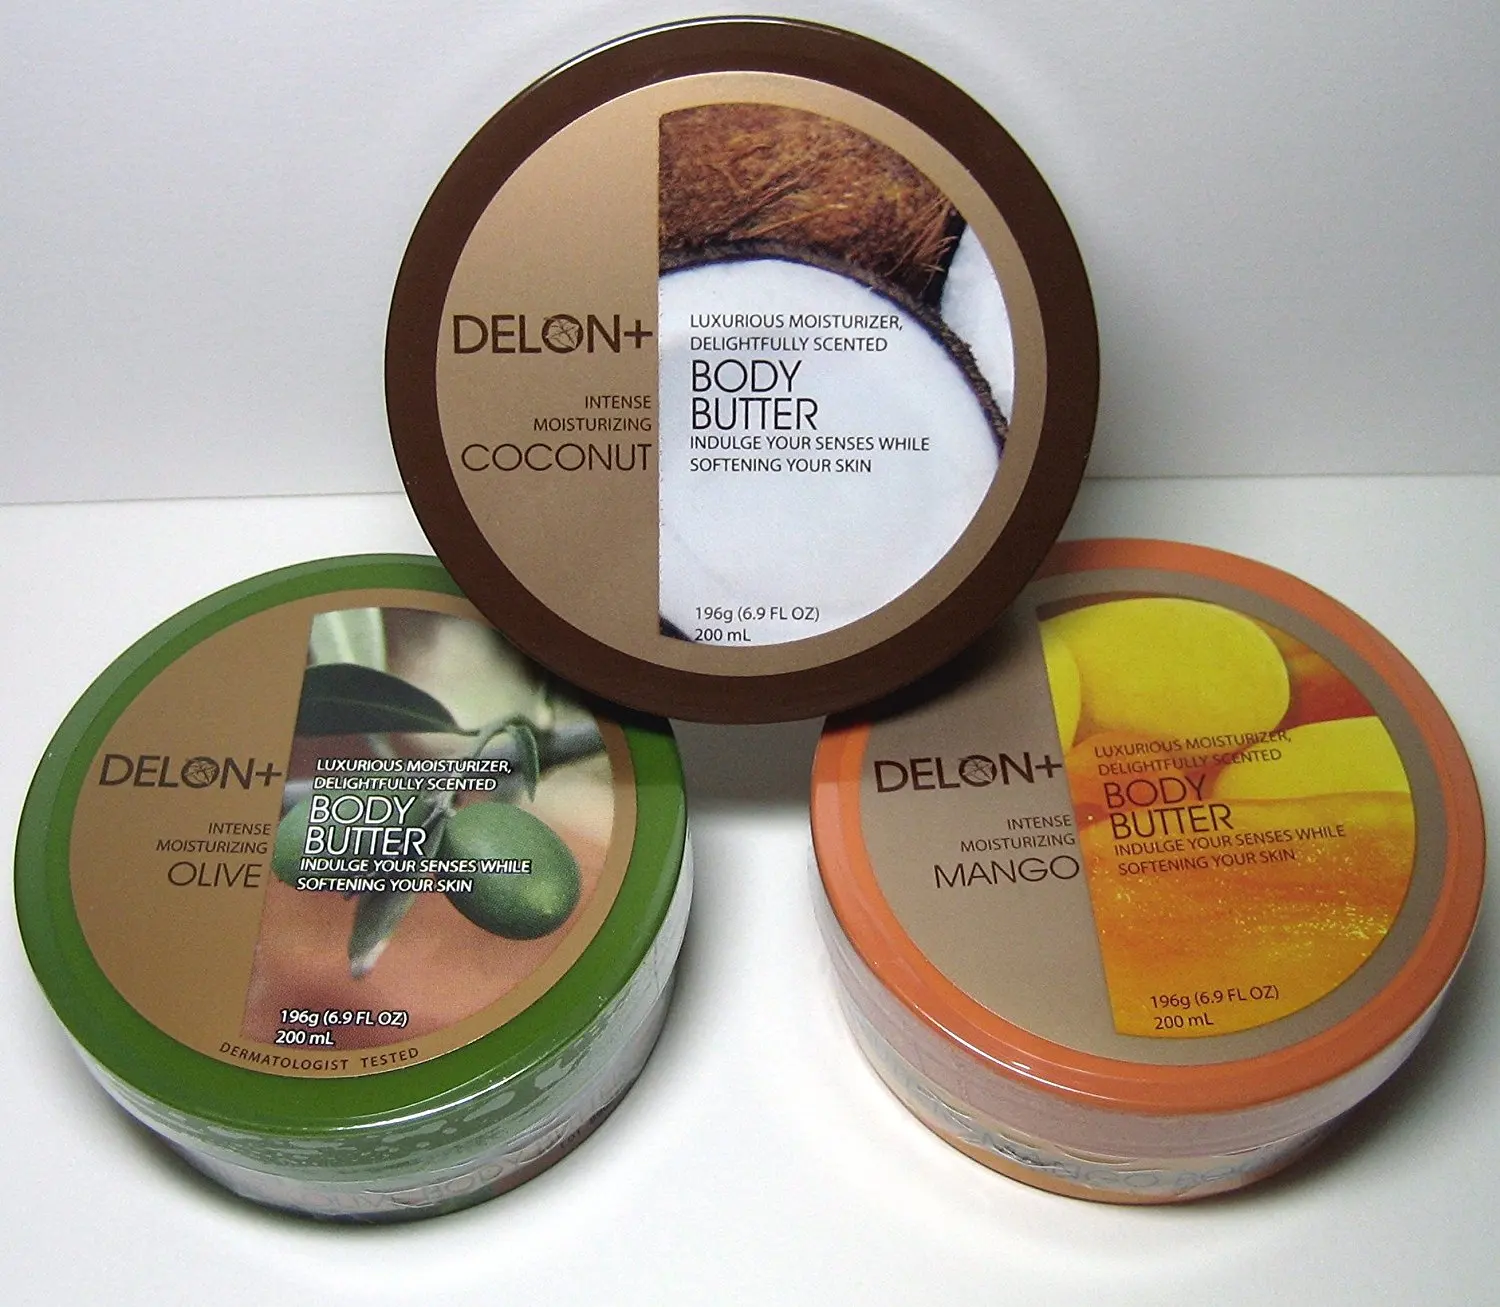 DELON+
INTENSE
MOISTURIZING
COCONUT
LUXURIOUS MOISTURIZER,
DELIGHTFULLY SCENTED
BODY
BUTTER
INDULGE YOUR SENSES WHILE
SOFTENING YOUR SKIN
196g (6.9 FL OZ)
200 mL
DELON+
INTENSE
MOISTURIZING
OLIVE
LUXURIOUS MOISTURIZER,
DELIGHTFULLY SCENTED
BODY
BUTTER
INDULGE YOUR SENSES WHILE
SOFTENING YOUR SKIN
196g (6.9 FL OZ)
200 mL
DERMATOLOGIST TESTED
OLIVE BODY
DELON+
INTENSE
MOISTURIZING
MANGO
LUXURIOUS MOISTURIZER,
DELIGHTFULLY SCENTED
BODY
BUTTER
INDULGE YOUR SENSES WHILE
SOFTENING YOUR SKIN
196g (6.9 FL OZ)
200 mL
MANGO